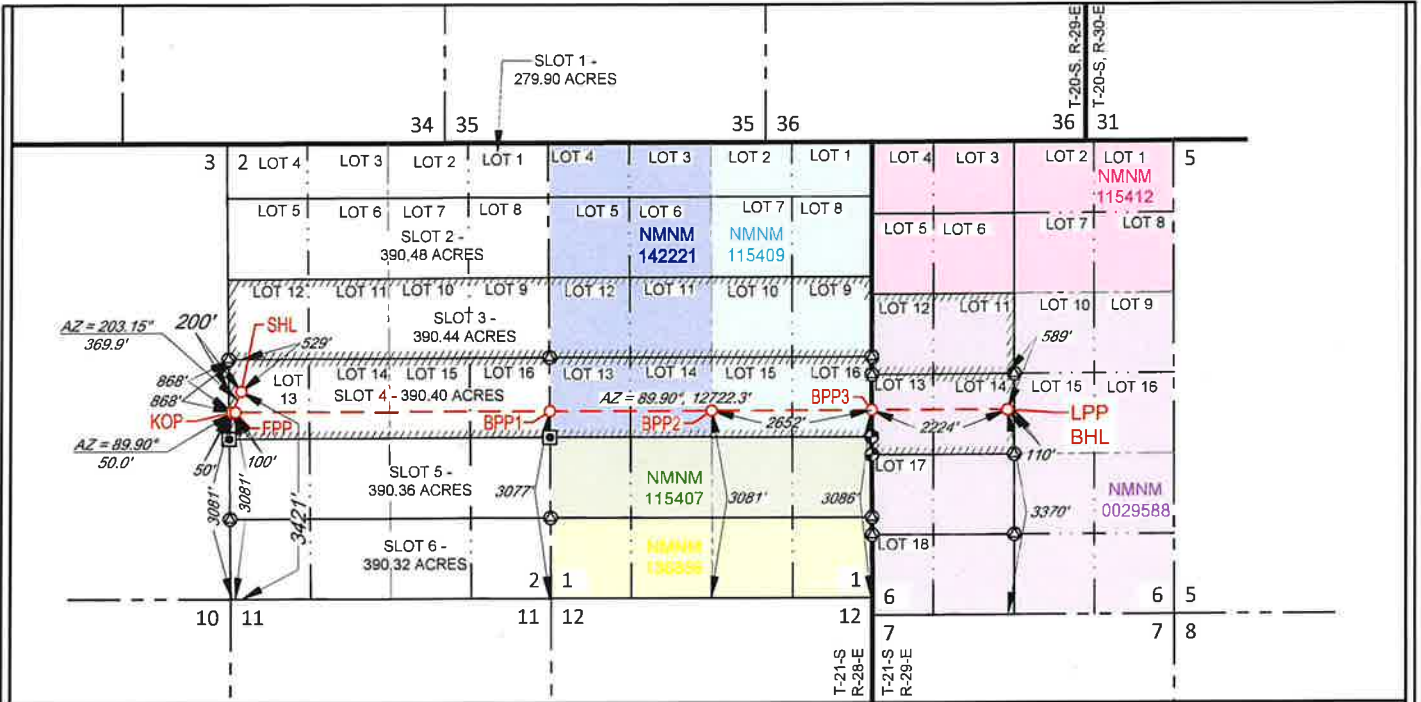 T-20-S, R-29-E
T-20-S, R-30-E
SLOT 1 -
279.90 ACRES
34 35
35 36
36 31
3 2 LOT 4 LOT 3 LOT 2 LOT 1 LOT 4 LOT 3 LOT 2 LOT 1 LOT 4 LOT 3 LOT 2 LOT 1 5
NMNM
115412
LOT 5 LOT 6 LOT 7 LOT 8 LOT 5 LOT 6 LOT 7 LOT 8 LOT 5 LOT 6 LOT 7 LOT 8
SLOT 2 -
390.48 ACRES
NMNM
142221
NMNM
115409
LOT 12 LOT 11 LOT 10 LOT 9 LOT 12 LOT 11 LOT 10 LOT 9 LOT 12 LOT 11 LOT 10 LOT 9
SLOT 3 -
390.44 ACRES
AZ = 203.15°
369.9'
200'
SHL
529'
589'
868'
868'
LOT
13
LOT 14 LOT 15 LOT 16 LOT 13 LOT 14 LOT 15 LOT 16 LOT 13 LOT 14 LOT 15 LOT 16
SLOT 4 - 390.40 ACRES
AZ = 89.90°, 12722.3'
KOP
FPP
BPP1
BPP2
2652'
BPP3
2224'
LPP
BHL
AZ = 89.90°
50.0'
50'
100'
110'
LOT 17
SLOT 5 -
390.36 ACRES
3077'
NMNM
115407
3081'
3086'
3370'
NMNM
0029588
3081'
3081'
3421'
LOT 18
SLOT 6 -
390.32 ACRES
NMNM
2 1
1
6
6 5
10 11
11 12
12
7
7 8
T-21-S
R-28-E
T-21-S
R-29-E